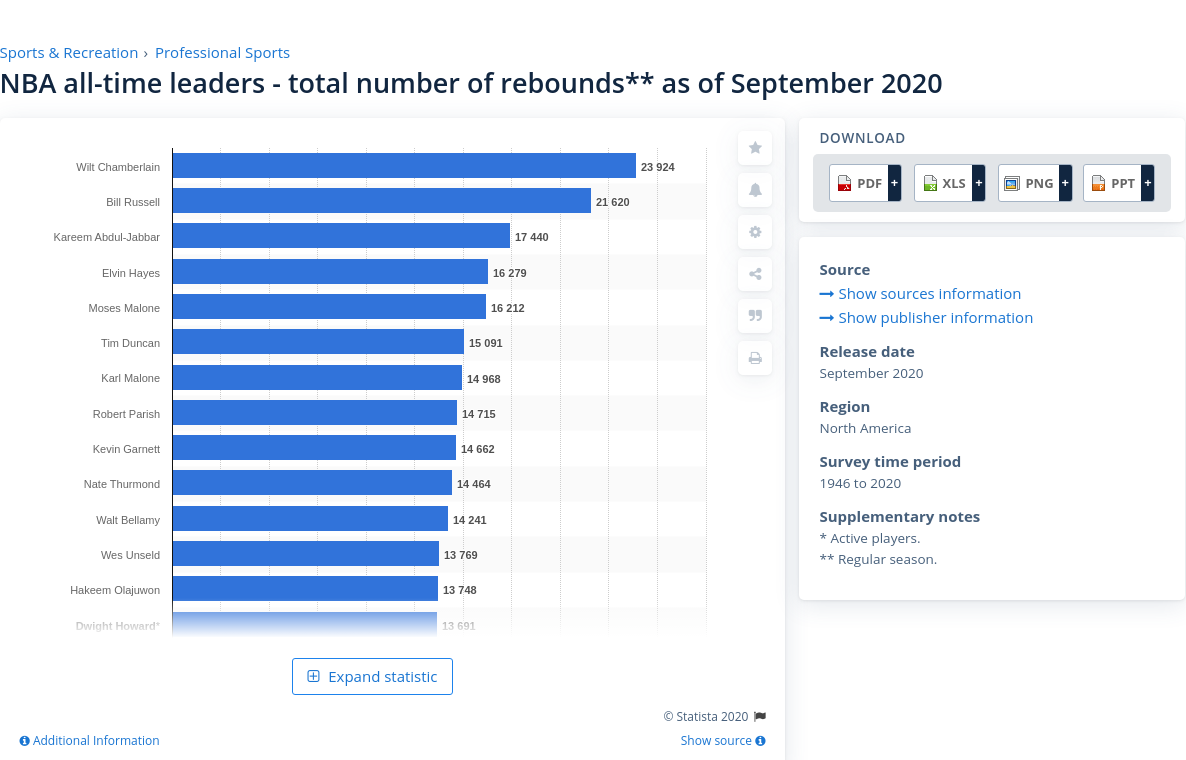 Sports & Recreation › Professional Sports
NBA all-time leaders - total number of rebounds** as of September 2020
Wilt Chamberlain 23 924
Bill Russell 21 620
Kareem Abdul-Jabbar 17 440
Elvin Hayes 16 279
Moses Malone 16 212
Tim Duncan 15 091
Karl Malone 14 968
Robert Parish 14 715
Kevin Garnett 14 662
Nate Thurmond 14 464
Walt Bellamy 14 241
Wes Unseld 13 769
Hakeem Olajuwon 13 748
Dwight Howard* 13 691
Expand statistic
© Statista 2020
Additional Information
Show source
DOWNLOAD
PDF + XLS + PNG + PPT +
Source
Show sources information
Show publisher information
Release date
September 2020
Region
North America
Survey time period
1946 to 2020
Supplementary notes
* Active players.
** Regular season.